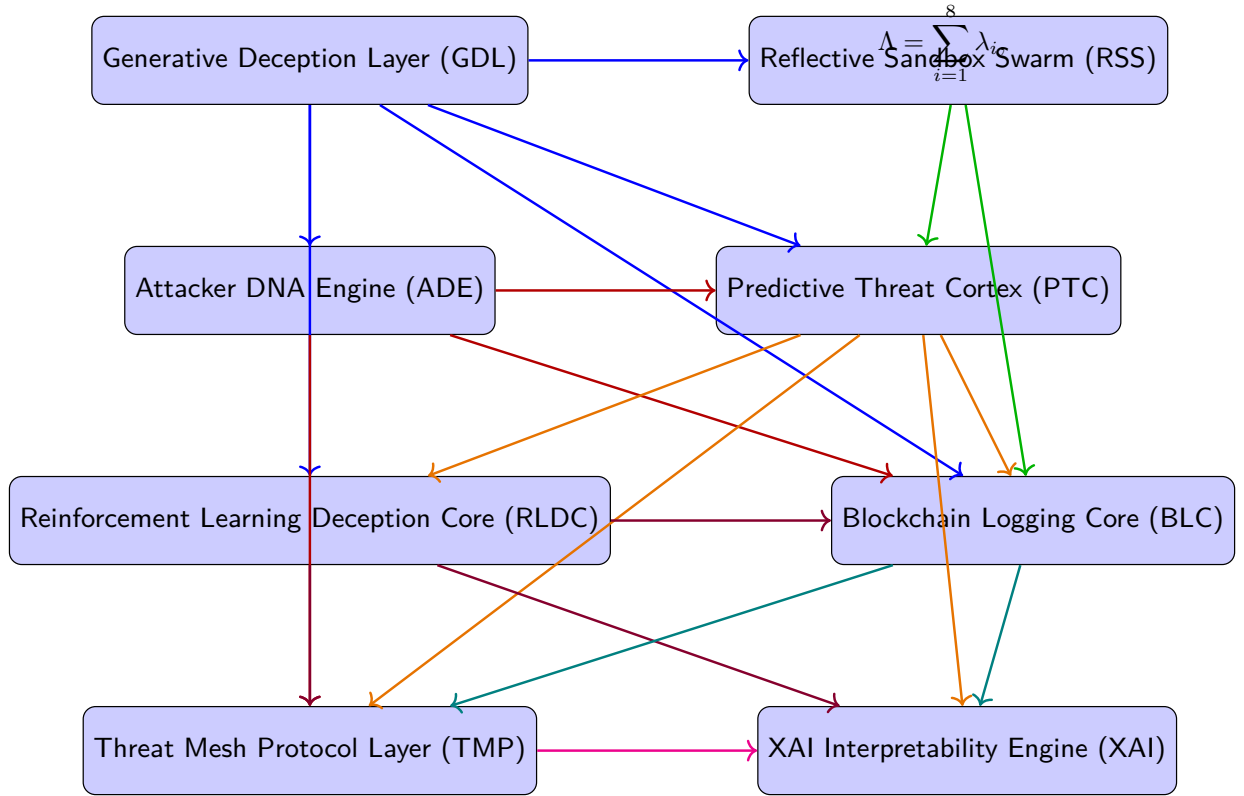 Generative Deception Layer (GDL)
Reflective Sandbox Swarm (RSS)
Λ = ∑_{i=1}^{8} λ_i
Attacker DNA Engine (ADE)
Predictive Threat Cortex (PTC)
Reinforcement Learning Deception Core (RLDC)
Blockchain Logging Core (BLC)
Threat Mesh Protocol Layer (TMP)
XAI Interpretability Engine (XAI)